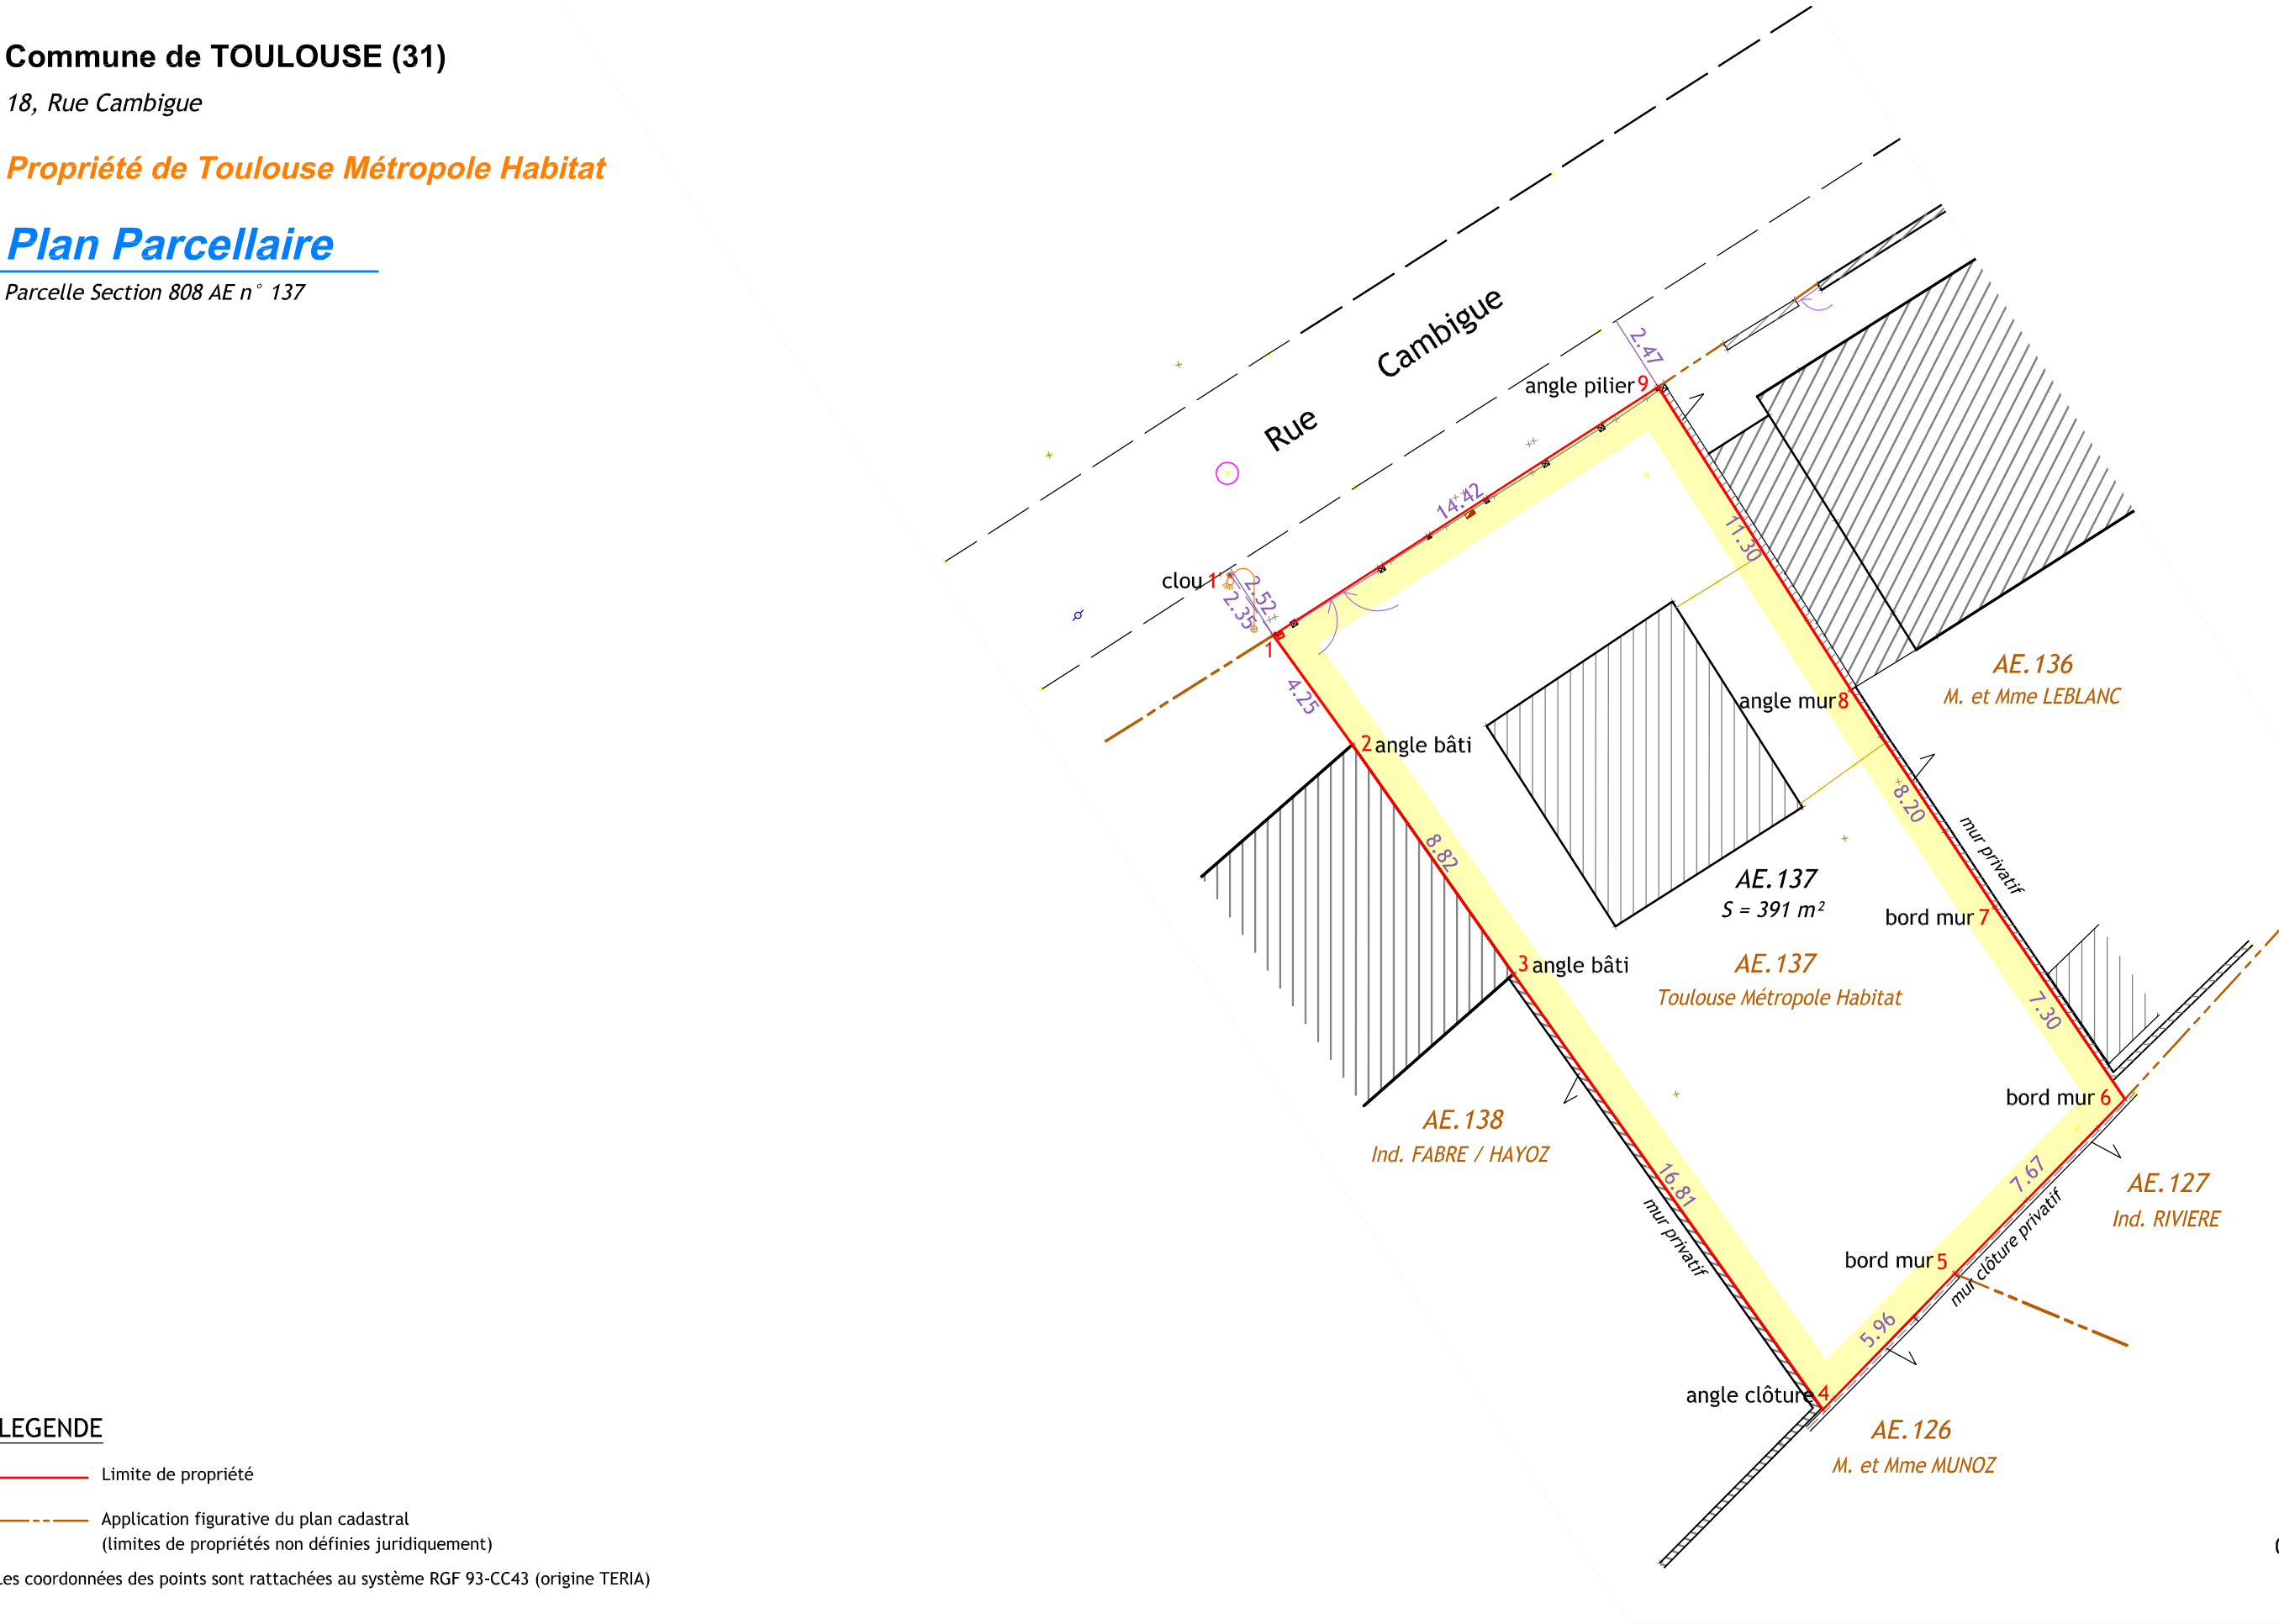 Commune de TOULOUSE (31)
18, Rue Cambigue
Propriété de Toulouse Métropole Habitat
Plan Parcellaire
Parcelle Section 808 AE n° 137
Rue Cambigue
2.47
angle pilier 9
14.42
11.30
clou 1'
2.52
2.35
1
4.25
AE.136
M. et Mme LEBLANC
angle mur 8
2 angle bâti
8.20
mur privatif
8.82
AE.137
S = 391 m²
bord mur 7
3 angle bâti
AE.137
Toulouse Métropole Habitat
7.30
bord mur 6
AE.138
Ind. FABRE / HAYOZ
16.81
mur privatif
7.67
AE.127
Ind. RIVIERE
mur clôture privatif
bord mur 5
5.96
angle clôture 4
AE.126
M. et Mme MUNOZ
LEGENDE
Limite de propriété
Application figurative du plan cadastral
(limites de propriétés non définies juridiquement)
Les coordonnées des points sont rattachées au système RGF 93-CC43 (origine TERIA)